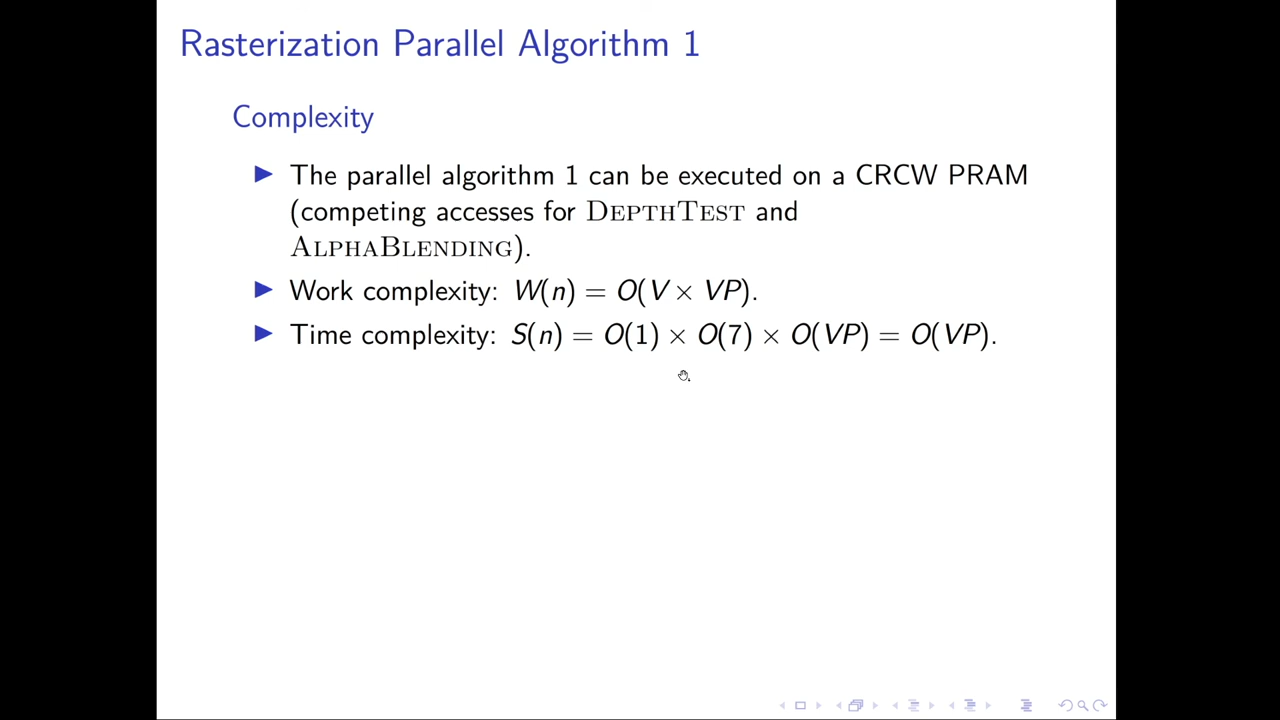 Rasterization Parallel Algorithm 1
Complexity
▶ The parallel algorithm 1 can be executed on a CRCW PRAM
(competing accesses for DEPTHTEST and
ALPHABLENDING).
▶ Work complexity: W(n) = O(V × VP).
▶ Time complexity: S(n) = O(1) × O(7) × O(VP) = O(VP).